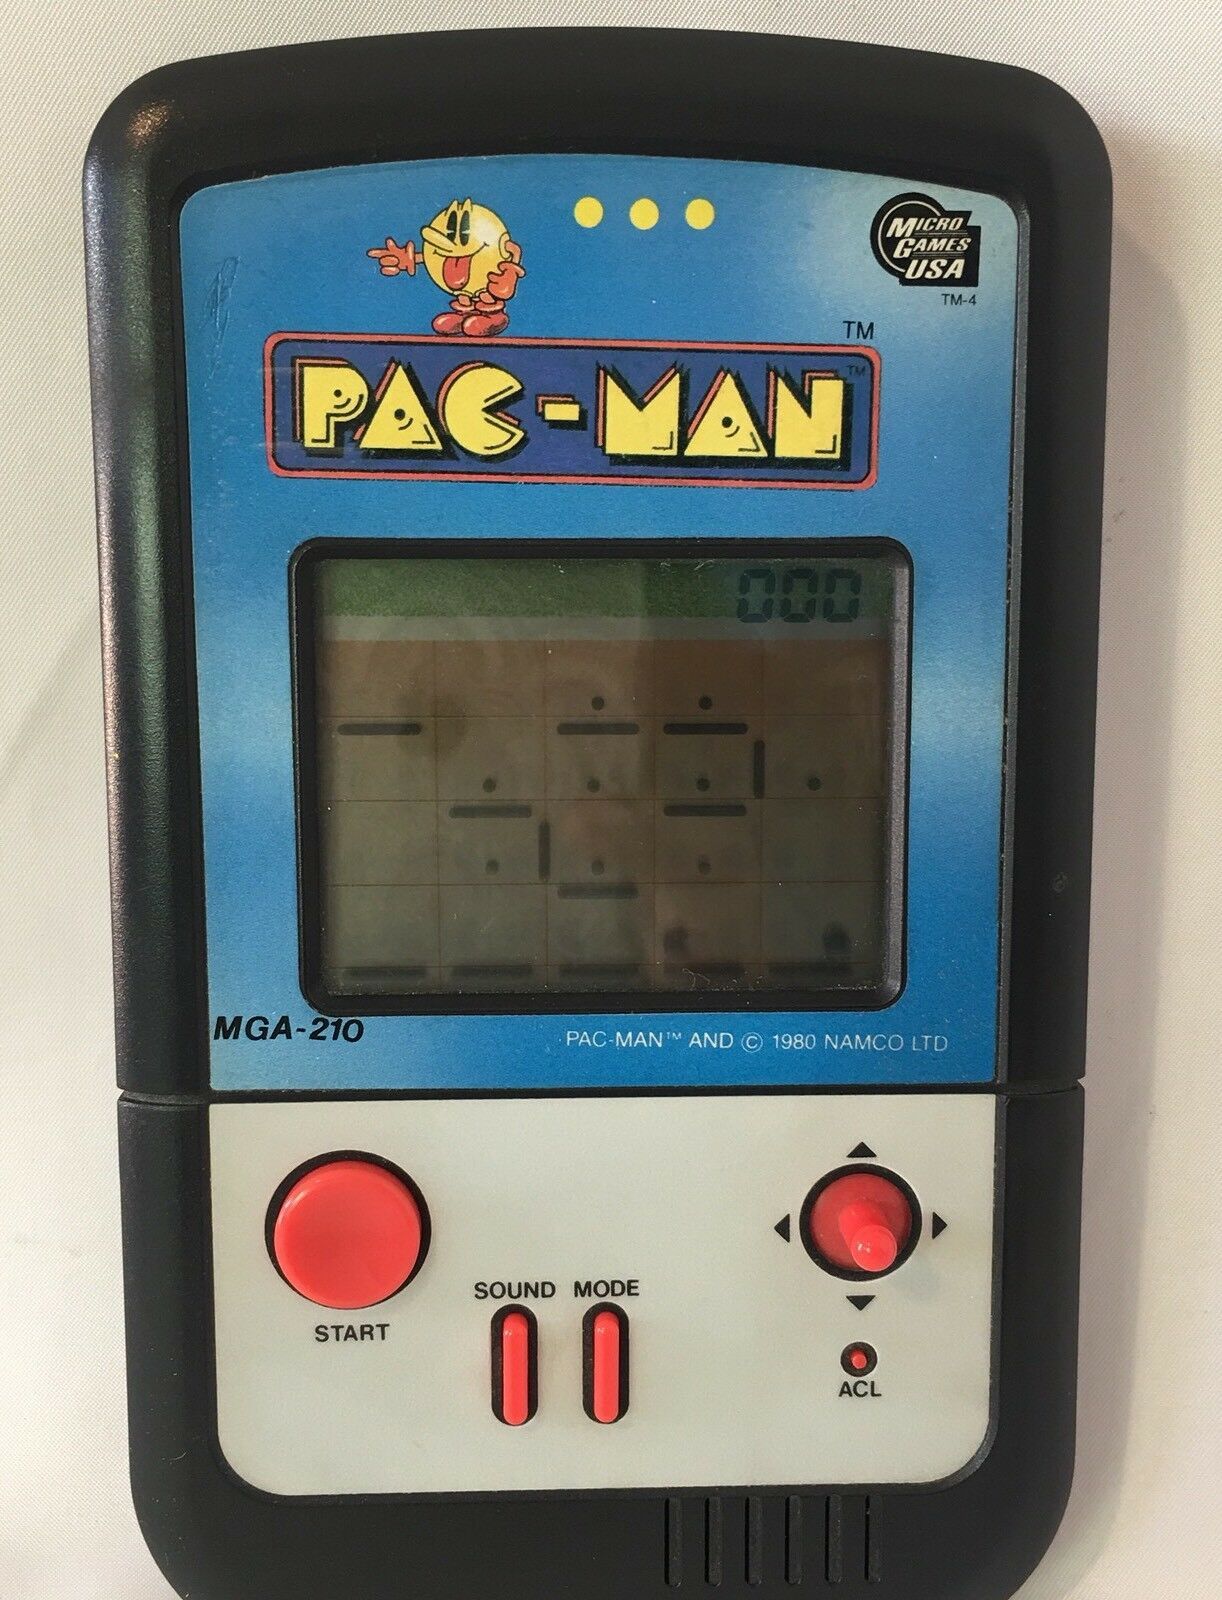 MICRO
GAMES
USA
TM-4
TM
PAC-MAN TM
000
MGA-210
PAC-MAN™ AND © 1980 NAMCO LTD
SOUND MODE
START
ACL